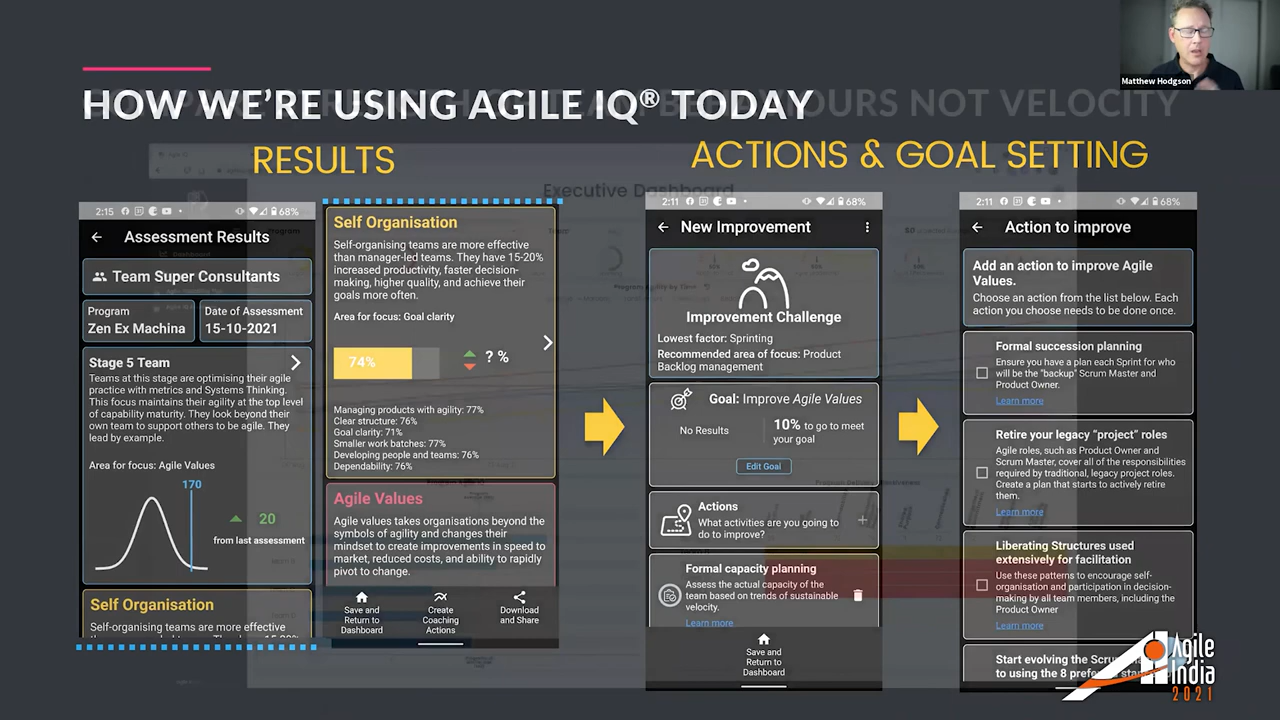 Matthew Hodgson
HOW WE'RE USING AGILE IQ® TODAY
BEHAVIOURS NOT VELOCITY
RESULTS
ACTIONS & GOAL SETTING
Executive Dashboard
2:15
68%
Assessment Results
Team Super Consultants
Program
Zen Ex Machina
Date of Assessment
15-10-2021
Stage 5 Team
Teams at this stage are optimising their agile
practice with metrics and Systems Thinking.
This focus maintains their agility at the top level
of capability maturity. They look beyond their
own team to support others to be agile. They
lead by example.
Area for focus: Agile Values
170
20
from last assessment
Self Organisation
Self-organising teams are more effective
Self Organisation
Self-organising teams are more effective
than manager-led teams. They have 15-20%
increased productivity, faster decision-
making, higher quality, and achieve their
goals more often.
Area for focus: Goal clarity
74%
? %
Managing products with agility: 77%
Clear structure: 76%
Goal clarity: 71%
Smaller work batches: 77%
Developing people and teams: 76%
Dependability: 76%
Agile Values
Agile values takes organisations beyond the
symbols of agility and changes their
mindset to create improvements in speed to
market, reduced costs, and ability to rapidly
pivot to change.
Save and
Return to
Dashboard
Create
Coaching
Actions
Download
and Share
2:11
68%
New Improvement
Improvement Challenge
Lowest factor: Sprinting
Recommended area of focus: Product
Backlog management
Goal: Improve Agile Values
No Results
10% to go to meet
your goal
Edit Goal
Actions
What activities are you going to
do to improve?
Formal capacity planning
Assess the actual capacity of the
team based on trends of sustainable
velocity.
Learn more
Save and
Return to
Dashboard
2:11
68%
Action to improve
Add an action to improve Agile
Values.
Choose an action from the list below. Each
action you choose needs to be done once.
Formal succession planning
Ensure you have a plan each Sprint for who
will be the "backup" Scrum Master and
Product Owner.
Learn more
Retire your legacy "project" roles
Agile roles, such as Product Owner and
Scrum Master, cover all of the responsibilities
required by traditional, legacy project roles.
Create a plan that starts to actively retire
them.
Learn more
Liberating Structures used
extensively for facilitation
Use these patterns to encourage self-
organisation and participation in decision-
making by all team members, including the
Product Owner
Learn more
Start evolving the Scrum
to using the 8
Agile
India
2021